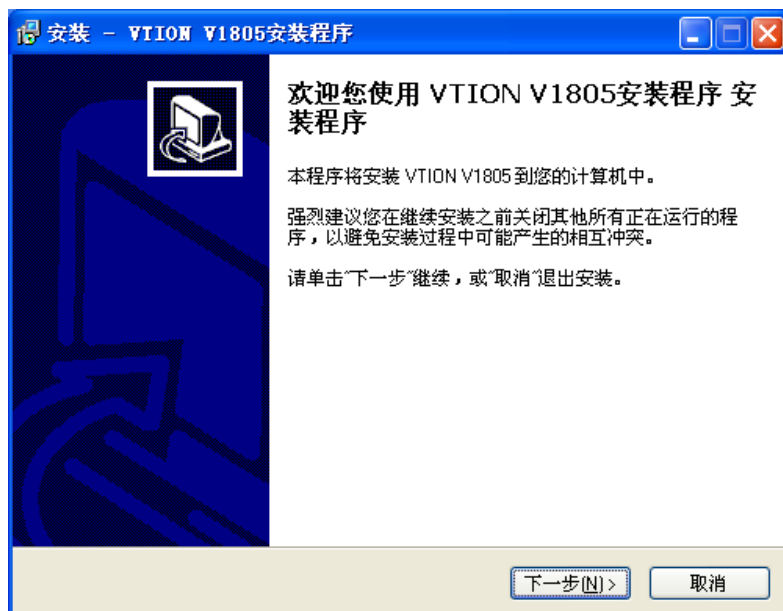 安装 - VTION V1805安装程序
欢迎您使用 VTION V1805安装程序 安
装程序
本程序将安装 VTION V1805 到您的计算机中。
强烈建议您在继续安装之前关闭其他所有正在运行的程
序，以避免安装过程中可能产生的相互冲突。
请单击“下一步”继续，或“取消”退出安装。
下一步(N) >
取消